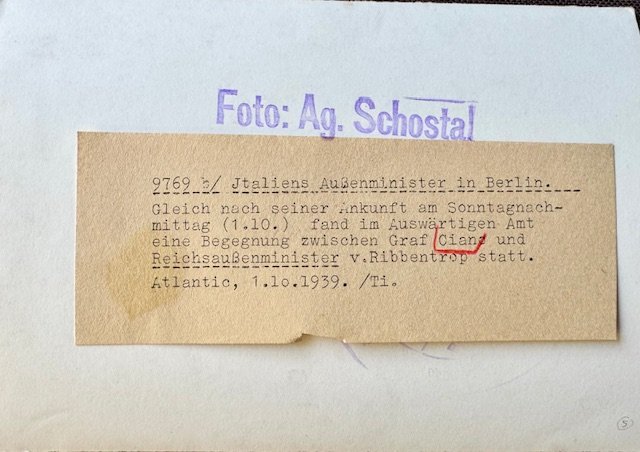 Foto: Ag. Schostal
9769 b/ Jtaliens Außenminister in Berlin.
Gleich nach seiner Ankunft am Sonntagnach-
mittag (1.10.) fand im Auswärtigen Amt
eine Begegnung zwischen Graf Ciano und
Reichsaußenminister v.Ribbentrop statt.
Atlantic, 1.1o.1939. /Ti.
5